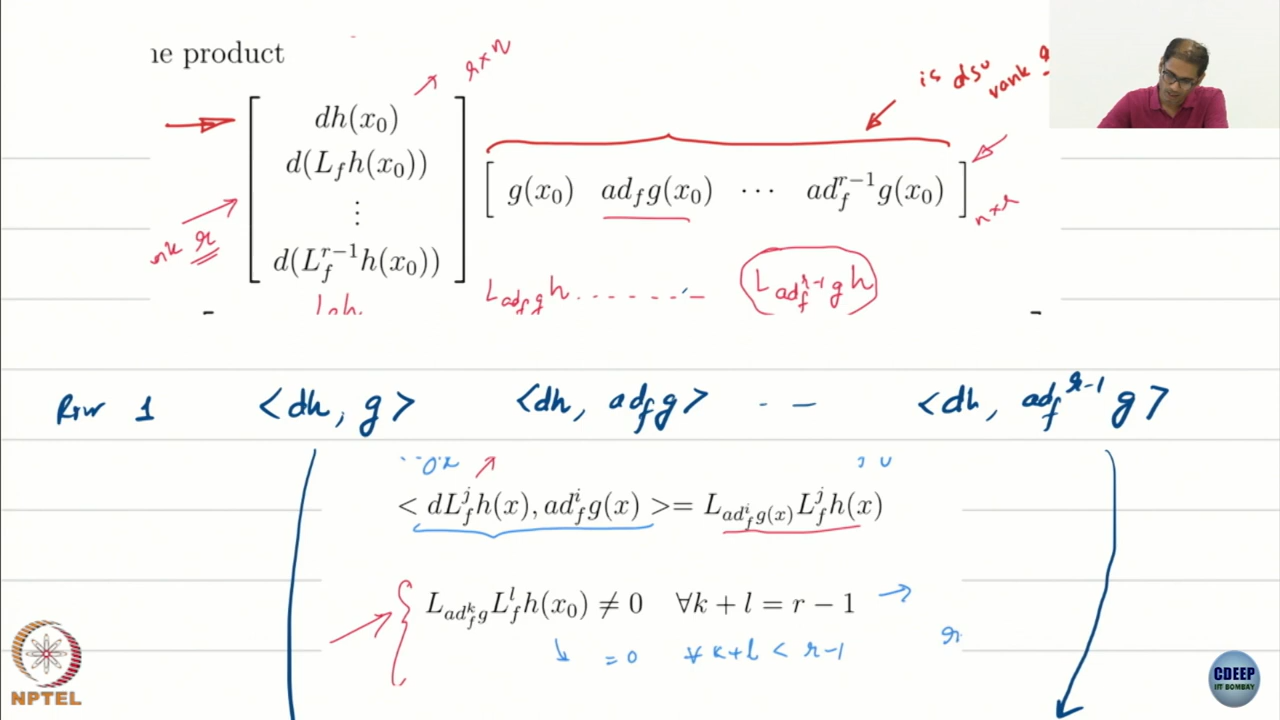 ne product
r×n
is also rank r
dh(x₀)
d(L_f h(x₀))
⋮
d(L_f^{r−1} h(x₀))
[ g(x₀) ad_f g(x₀) ⋯ ad_f^{r−1} g(x₀) ]
n×r
nk r
L_{ad_f g} h . . . . . . . – L_{ad_f^{r-1} g} h
Row 1 <dh, g> <dh, ad_f g> - – <dh, ad_f^{r-1} g>
< dL_f^j h(x), ad_f^i g(x) >= L_{ad_f^i g(x)} L_f^j h(x)
L_{ad_f^k g} L_f^l h(x₀) ≠ 0 ∀k + l = r − 1
= 0 ∀ k+l < r-1
NPTEL
CDEEP
IIT BOMBAY